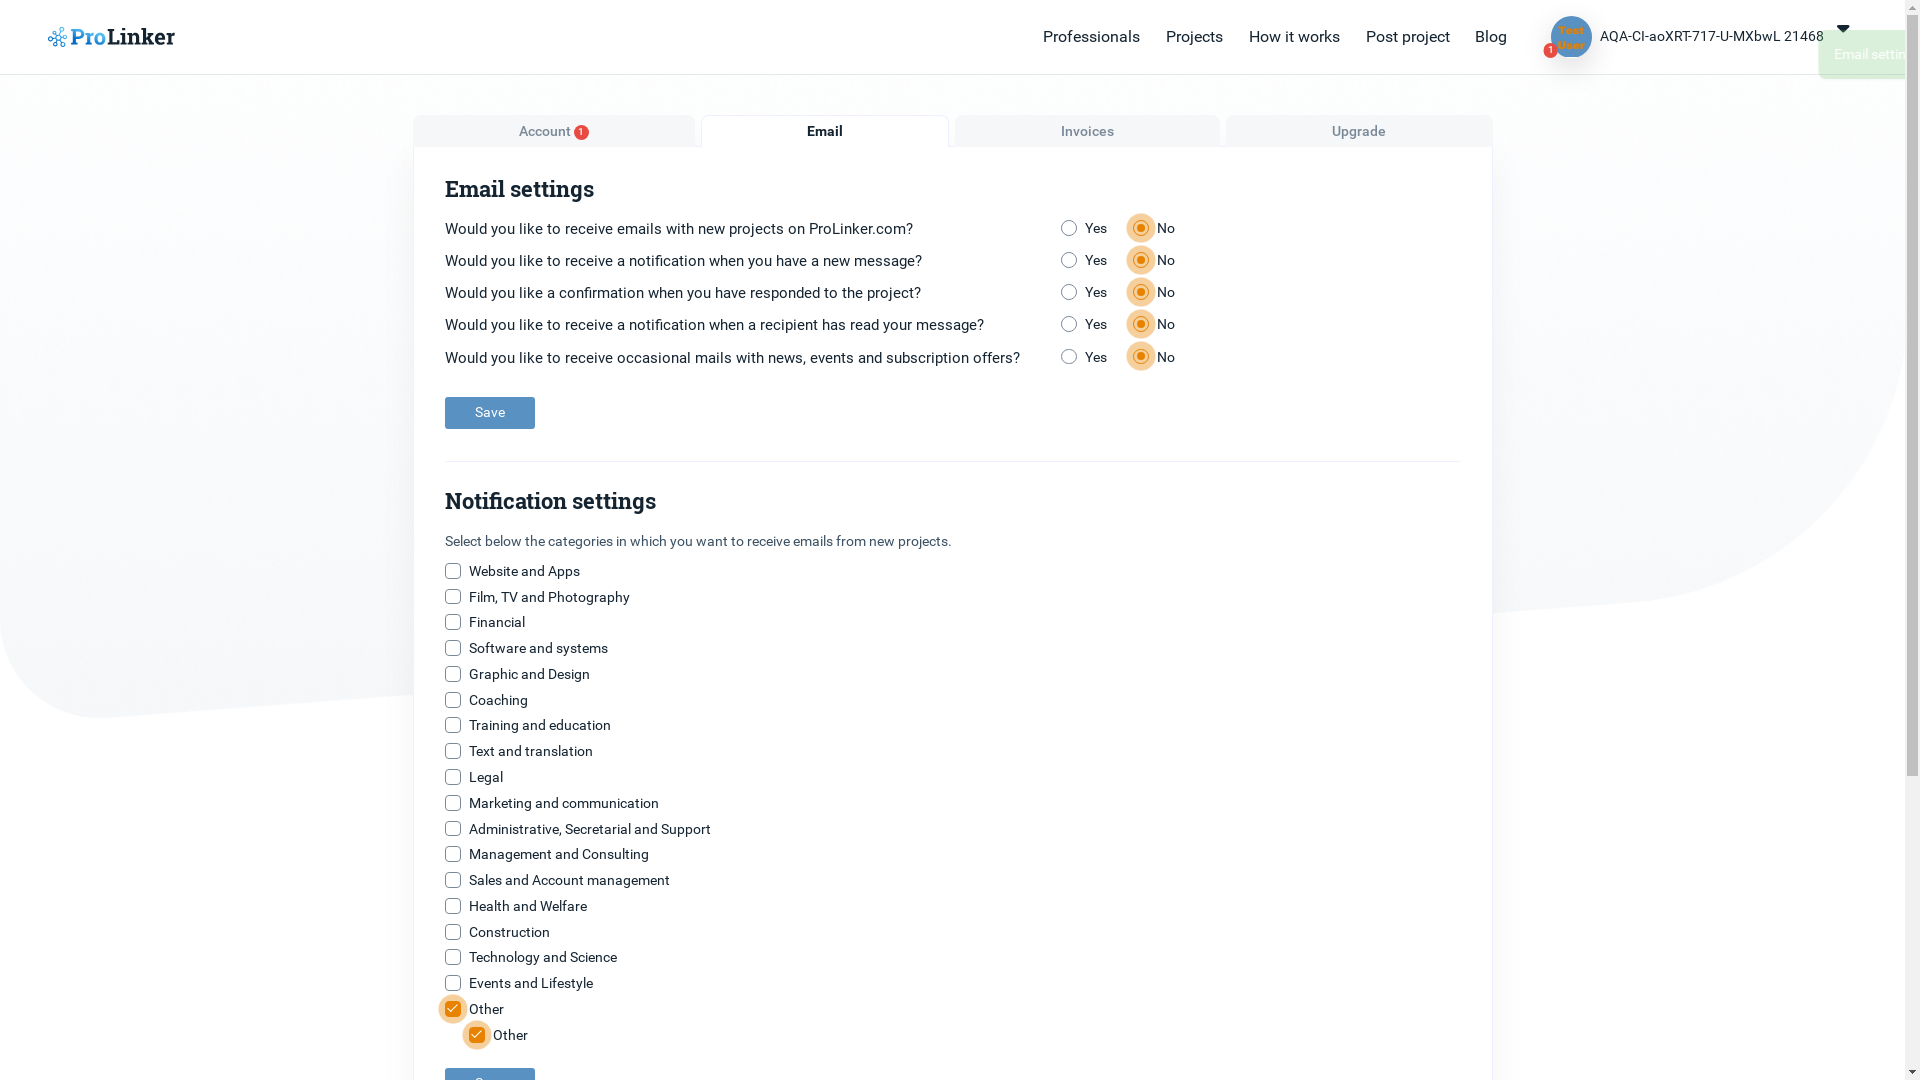 ProLinker
Professionals
Projects
How it works
Post project
Blog
Test
User
1
AQA-CI-aoXRT-717-U-MXbwL 21468
Email
Account 1
Email
Invoices
Upgrade
Email settings
Would you like to receive emails with new projects on ProLinker.com? Yes No
Would you like to receive a notification when you have a new message? Yes No
Would you like a confirmation when you have responded to the project? Yes No
Would you like to receive a notification when a recipient has read your message? Yes No
Would you like to receive occasional mails with news, events and subscription offers? Yes No
Save
Notification settings
Select below the categories in which you want to receive emails from new projects.
Website and Apps
Film, TV and Photography
Financial
Software and systems
Graphic and Design
Coaching
Training and education
Text and translation
Legal
Marketing and communication
Administrative, Secretarial and Support
Management and Consulting
Sales and Account management
Health and Welfare
Construction
Technology and Science
Events and Lifestyle
Other
Other